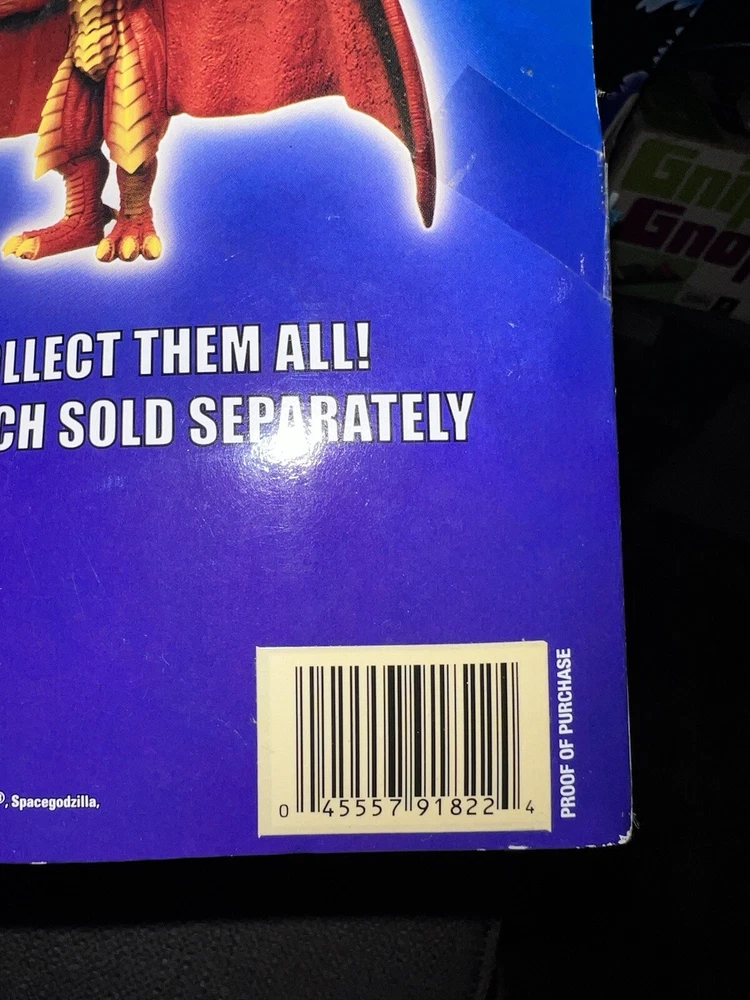 LLECT THEM ALL!
CH SOLD SEPARATELY
PROOF OF PURCHASE
®, Spacegodzilla,
0 45557 91822 4